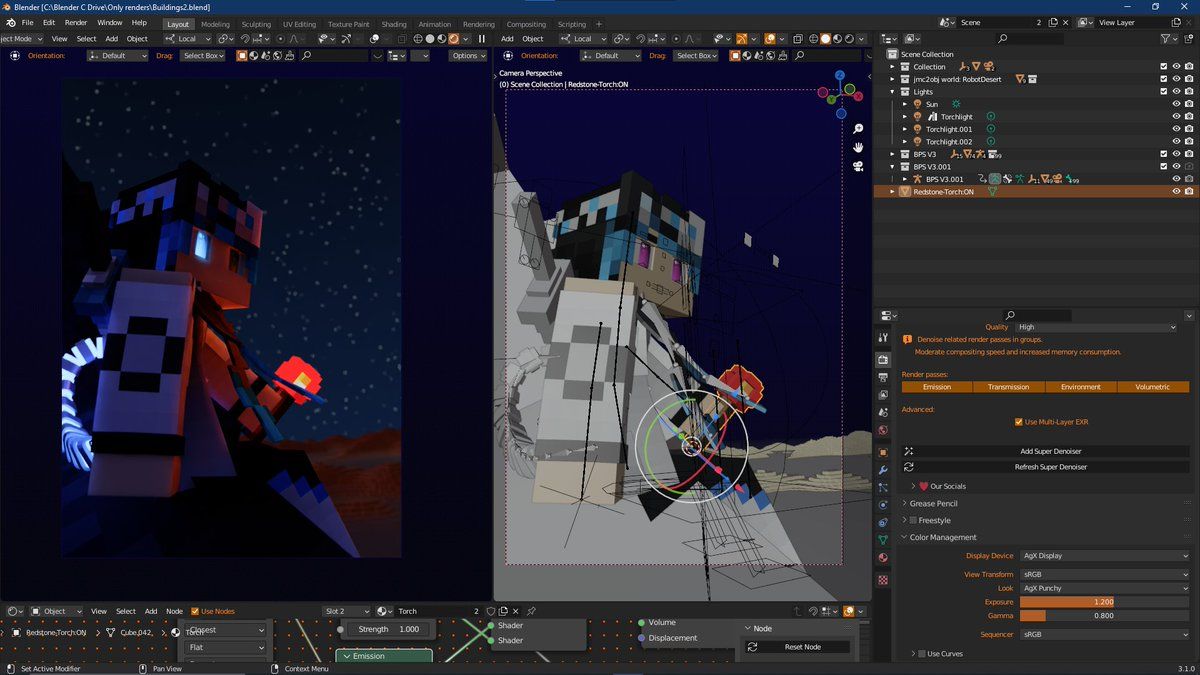 Blender [C:\Blender C Drive\Only renders\Buildings2.blend]
File Edit Render Window Help Layout Modeling Sculpting UV Editing Texture Paint Shading Animation Rendering Compositing Scripting + Scene 2 View Layer
ject Mode View Select Add Object Local Add Object Local
Orientation: Default Drag: Select Box Options Orientation: Default Drag: Select Box
Camera Perspective
(0) Scene Collection | Redstone-Torch:ON
Z
Y
X
Scene Collection
Collection 3 2
jmc2obj world: RobotDesert
Lights
Sun
Torchlight
Torchlight.001
Torchlight.002
BPS V3
BPS V3.001
BPS V3.001
Redstone-Torch:ON
Quality High
Denoise related render passes in groups.
Moderate compositing speed and increased memory consumption.
Render passes:
Emission Transmission Environment Volumetric
Advanced:
Use Multi-Layer EXR
Add Super Denoiser
Refresh Super Denoiser
Our Socials
Grease Pencil
Freestyle
Color Management
Display Device AgX Display
View Transform sRGB
Look AgX Punchy
Exposure 1.200
Gamma 0.800
Sequencer sRGB
Use Curves
Object View Select Add Node Use Nodes Slot 2 Torch 2
Redstone-Torch:ON Cube.042 Torch
Closest
Flat
Strength 1.000
Emission
Shader
Shader
Volume
Displacement
Node
Reset Node
Set Active Modifier Pan View Context Menu 3.1.0